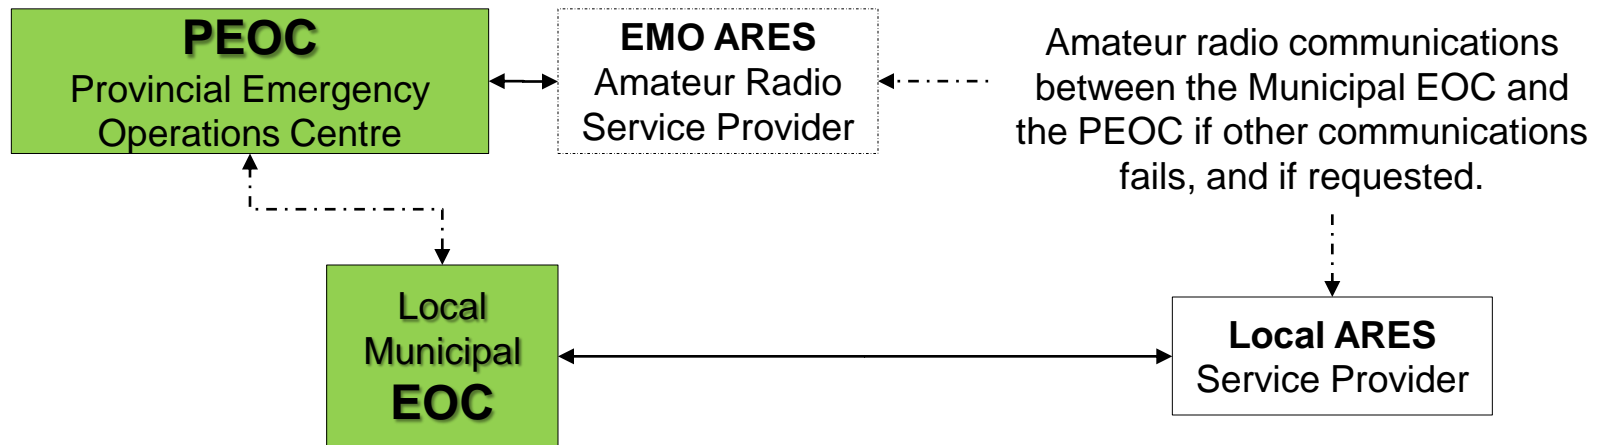 PEOC
Provincial Emergency
Operations Centre
EMO ARES
Amateur Radio
Service Provider
Amateur radio communications
between the Municipal EOC and
the PEOC if other communications
fails, and if requested.
Local
Municipal
EOC
Local ARES
Service Provider